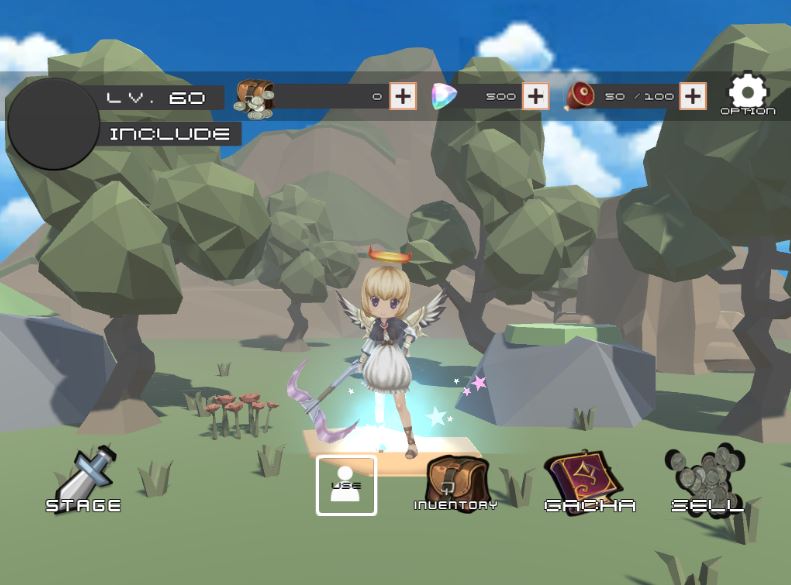 LV. 60
0
500
50 / 100
OPTION
INCLUDE
STAGE
USE
INVENTORY
GACHA
SELL